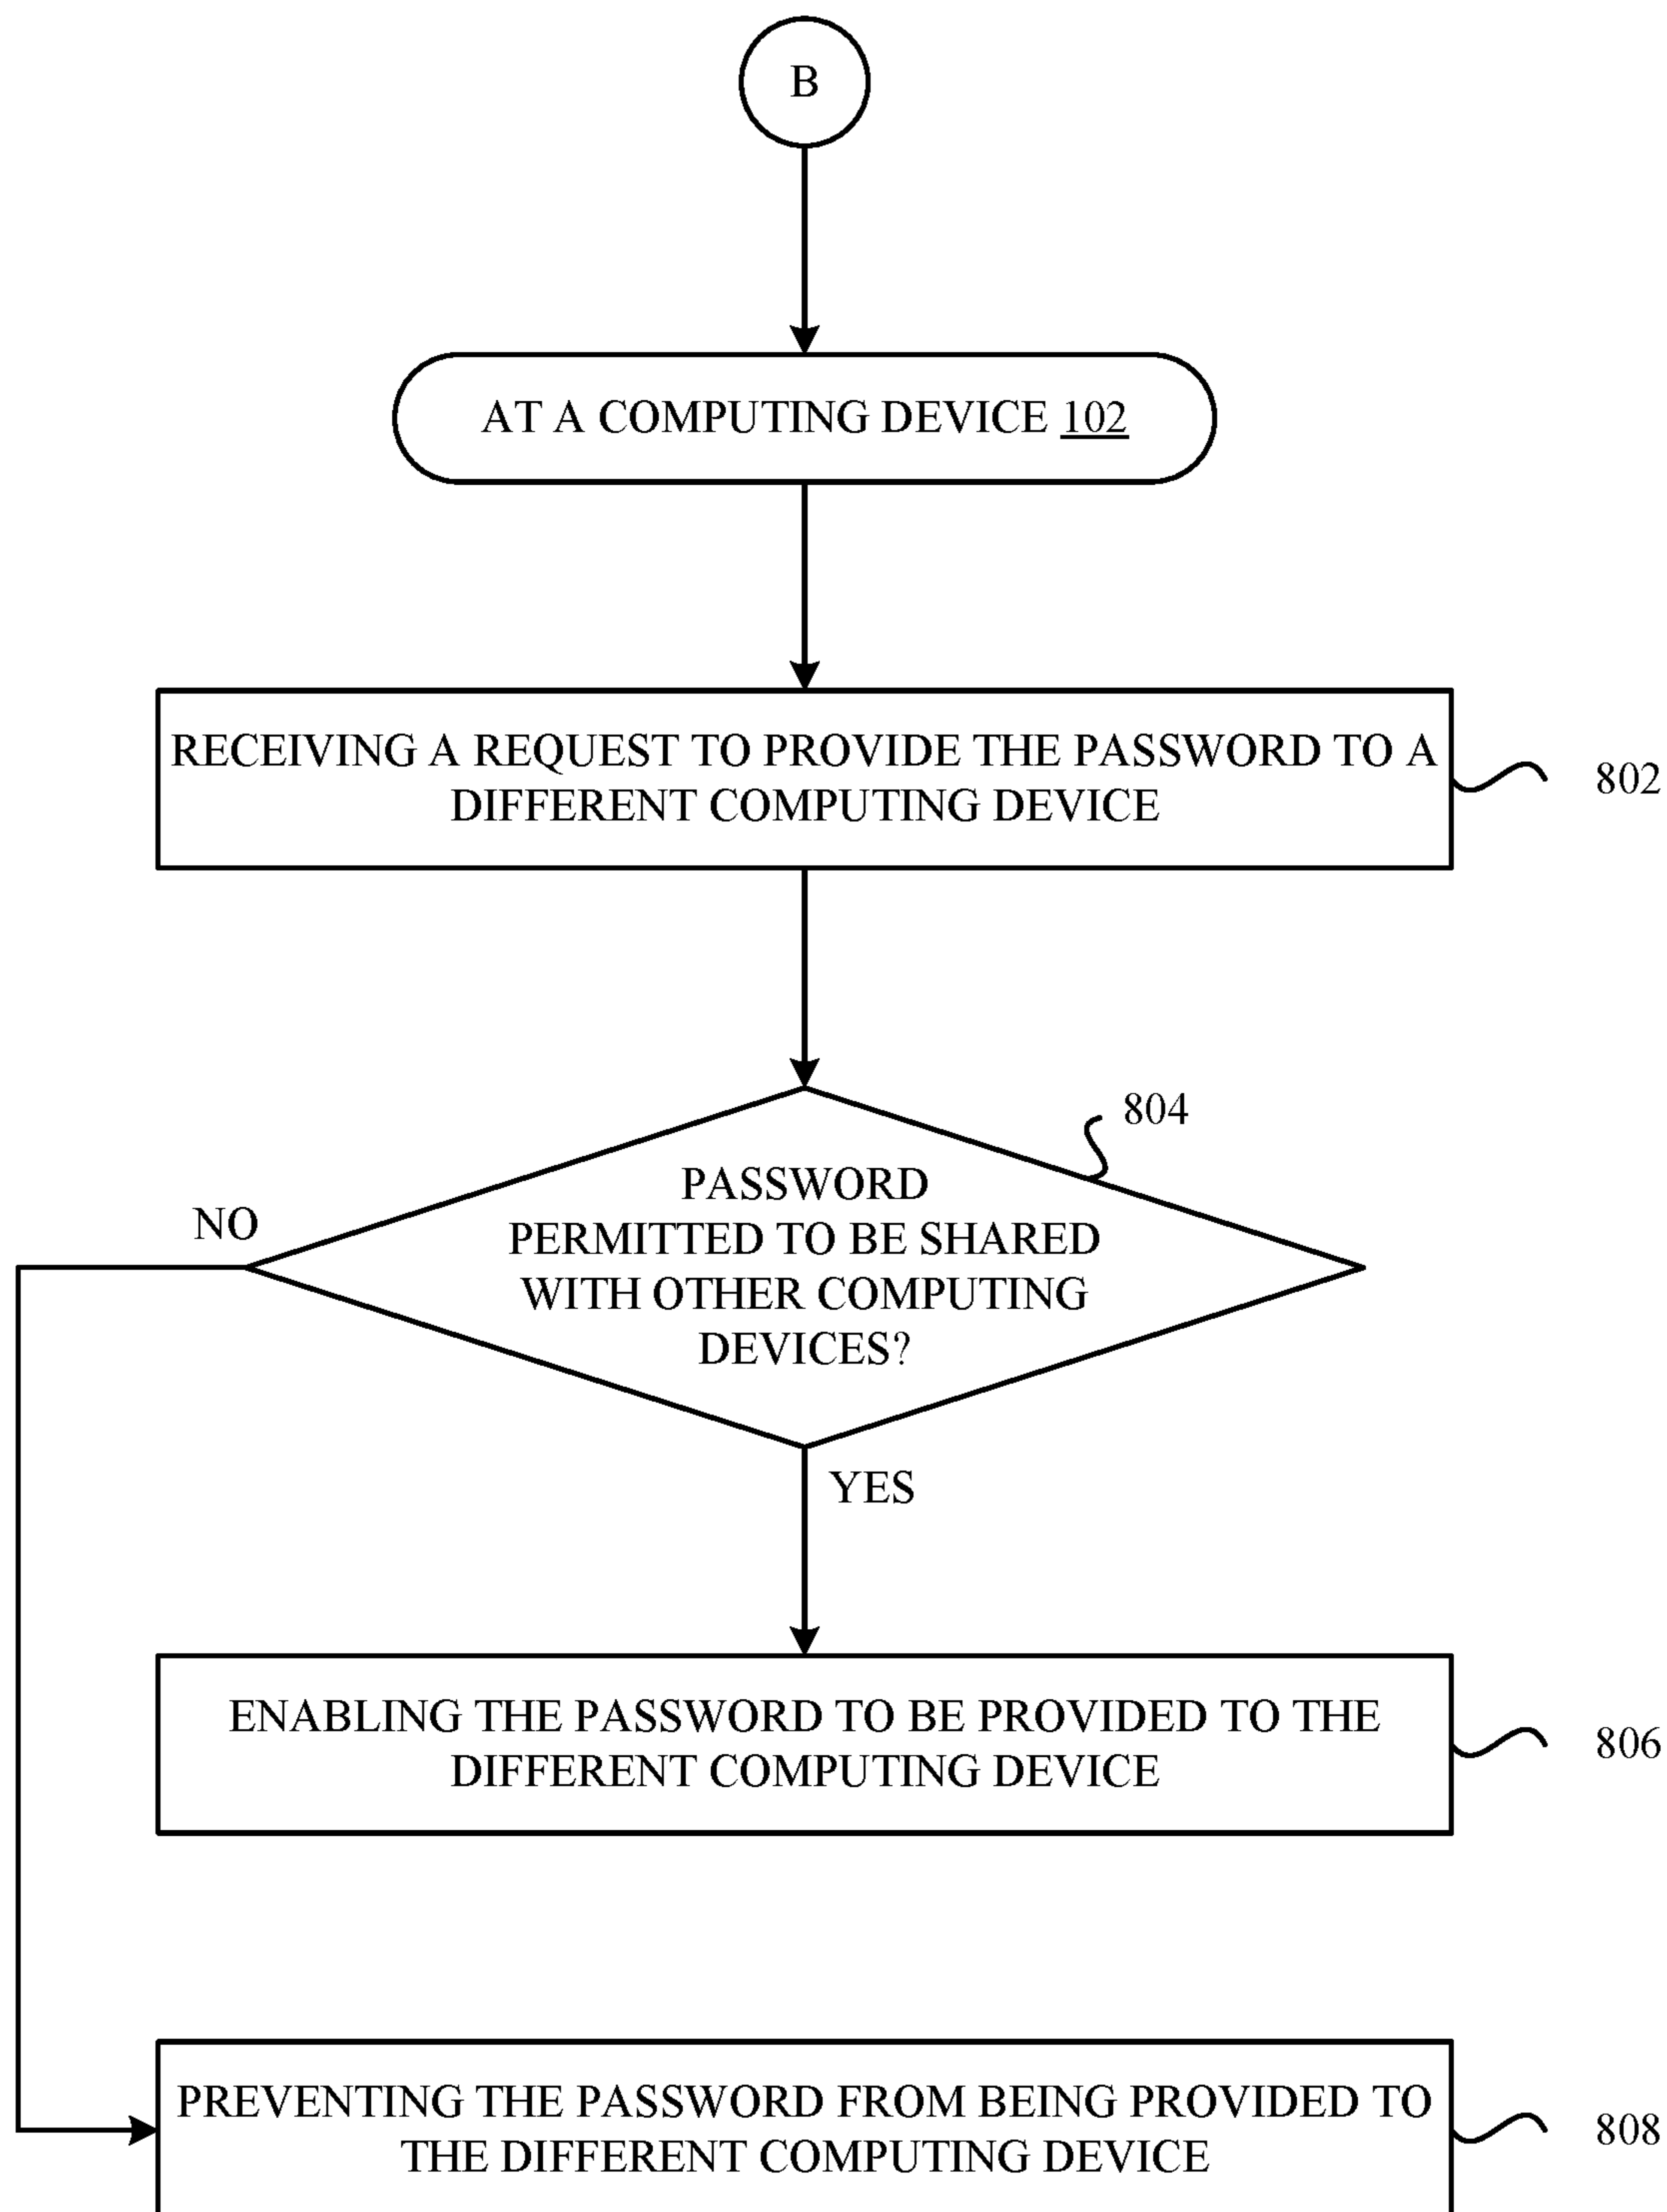 B
AT A COMPUTING DEVICE 102
RECEIVING A REQUEST TO PROVIDE THE PASSWORD TO A
DIFFERENT COMPUTING DEVICE
802
804
PASSWORD
PERMITTED TO BE SHARED
WITH OTHER COMPUTING
DEVICES?
NO
YES
ENABLING THE PASSWORD TO BE PROVIDED TO THE
DIFFERENT COMPUTING DEVICE
806
PREVENTING THE PASSWORD FROM BEING PROVIDED TO
THE DIFFERENT COMPUTING DEVICE
808